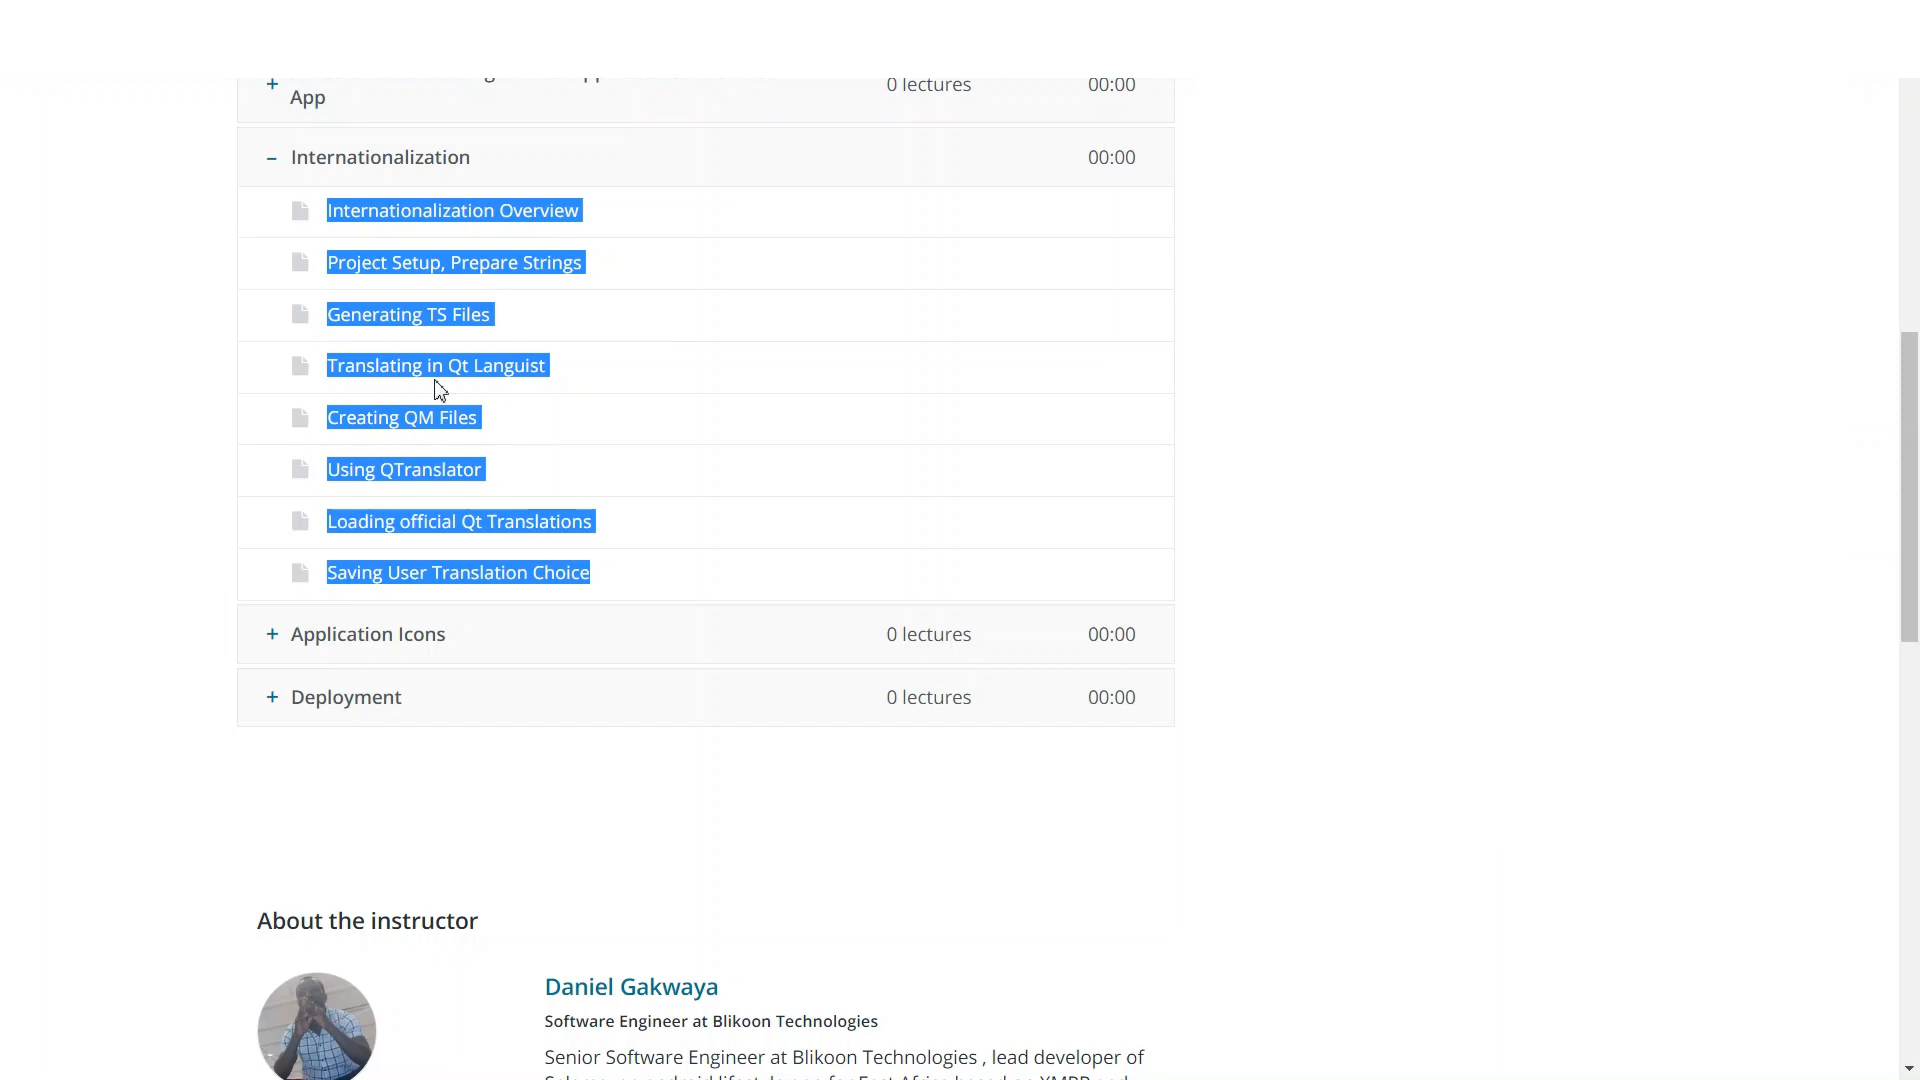 App
0 lectures
00:00
Internationalization
00:00
Internationalization Overview
Project Setup, Prepare Strings
Generating TS Files
Translating in Qt Languist
Creating QM Files
Using QTranslator
Loading official Qt Translations
Saving User Translation Choice
Application Icons
0 lectures
00:00
Deployment
0 lectures
00:00
About the instructor
Daniel Gakwaya
Software Engineer at Blikoon Technologies
Senior Software Engineer at Blikoon Technologies , lead developer of